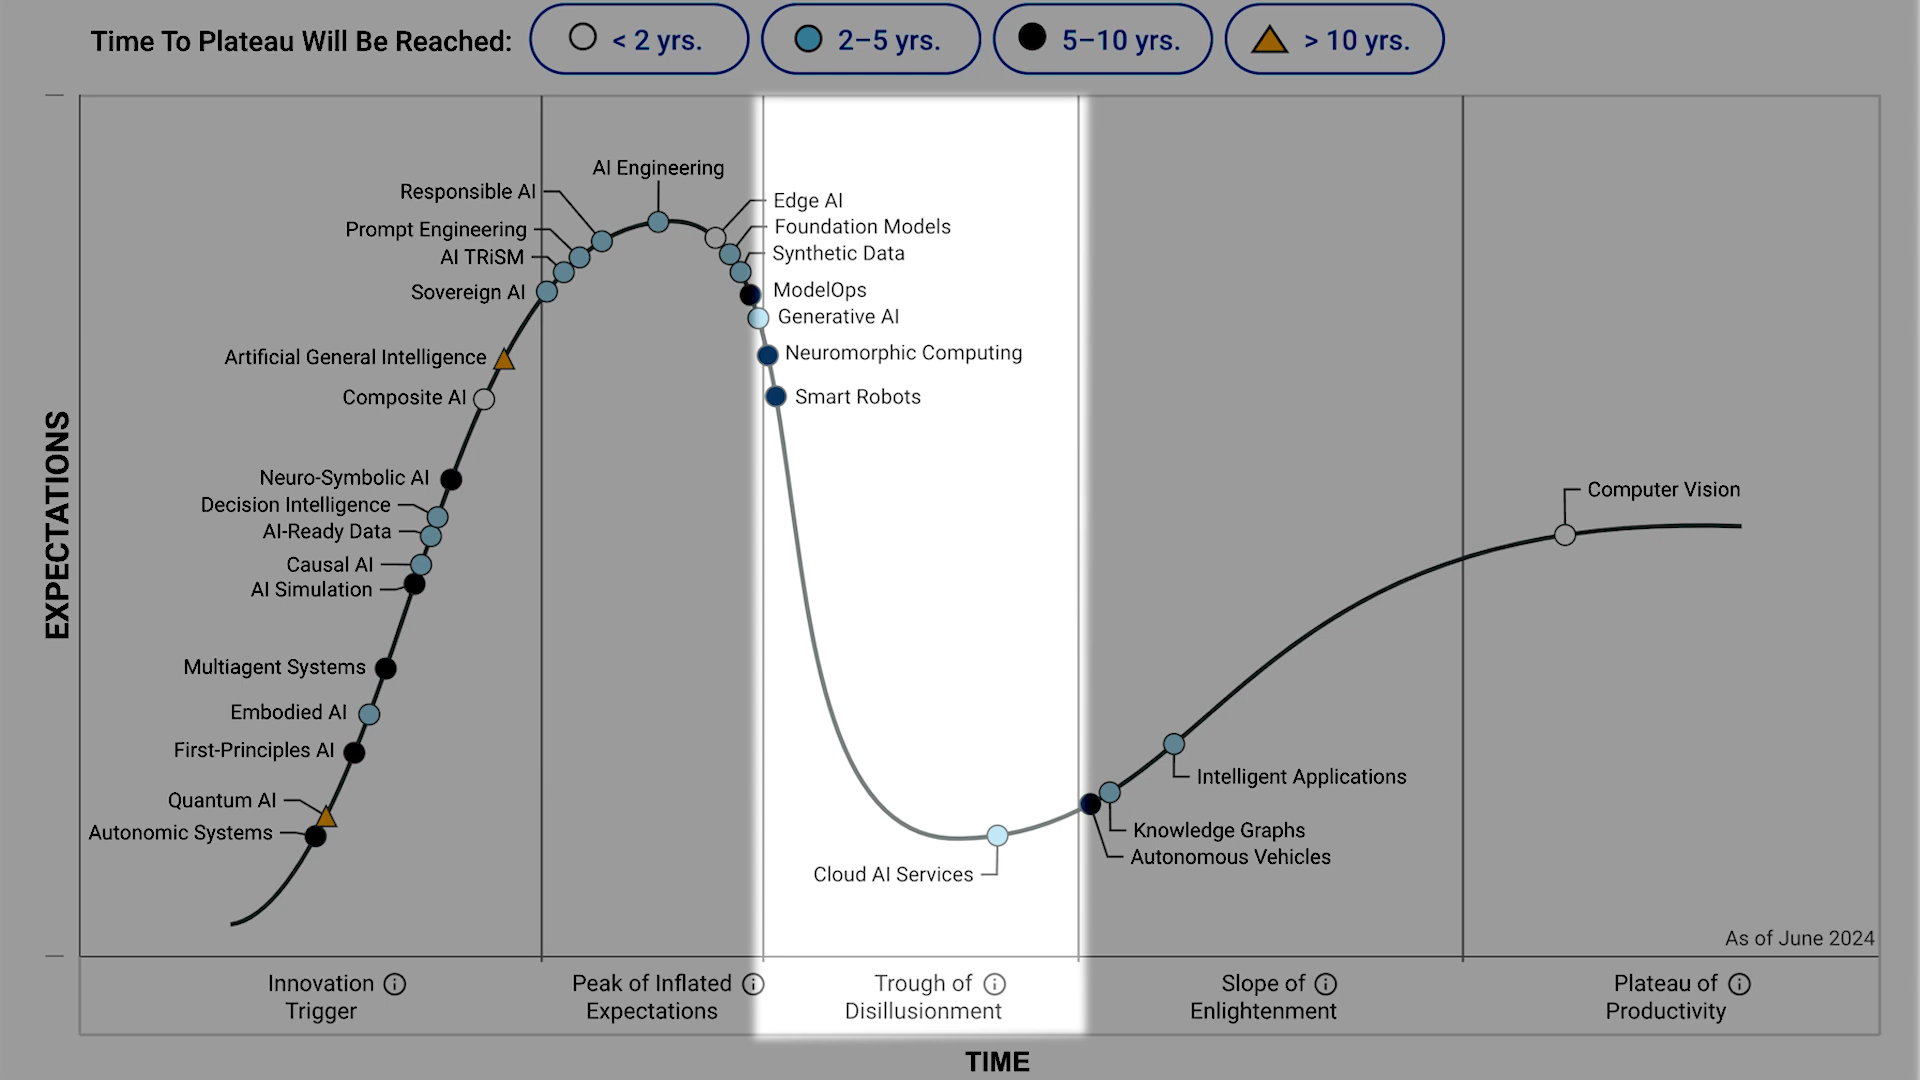 Time To Plateau Will Be Reached: < 2 yrs. 2–5 yrs. 5–10 yrs. > 10 yrs.
EXPECTATIONS
AI Engineering
Responsible AI
Prompt Engineering
AI TRiSM
Sovereign AI
Artificial General Intelligence
Composite AI
Neuro-Symbolic AI
Decision Intelligence
AI-Ready Data
Causal AI
AI Simulation
Multiagent Systems
Embodied AI
First-Principles AI
Quantum AI
Autonomic Systems
Edge AI
Foundation Models
Synthetic Data
ModelOps
Generative AI
Neuromorphic Computing
Smart Robots
Cloud AI Services
Computer Vision
Intelligent Applications
Knowledge Graphs
Autonomous Vehicles
As of June 2024
Innovation
Trigger
Peak of Inflated
Expectations
Trough of
Disillusionment
Slope of
Enlightenment
Plateau of
Productivity
TIME